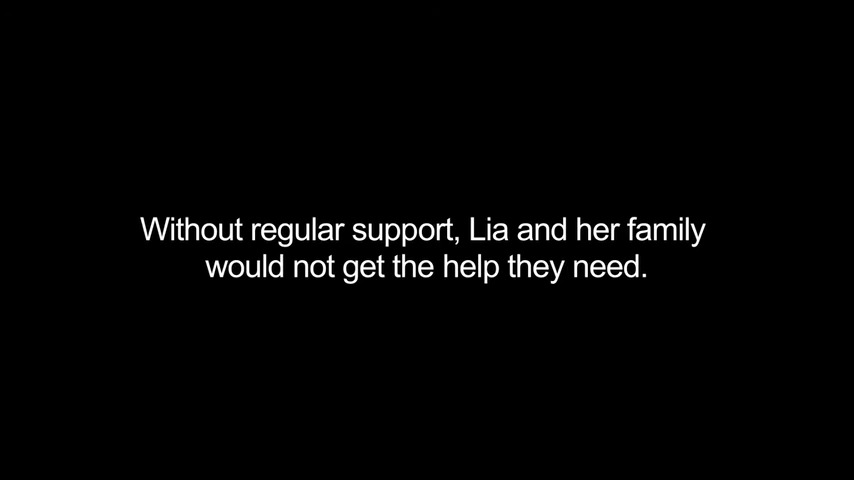 Without regular support, Lia and her family
would not get the help they need.